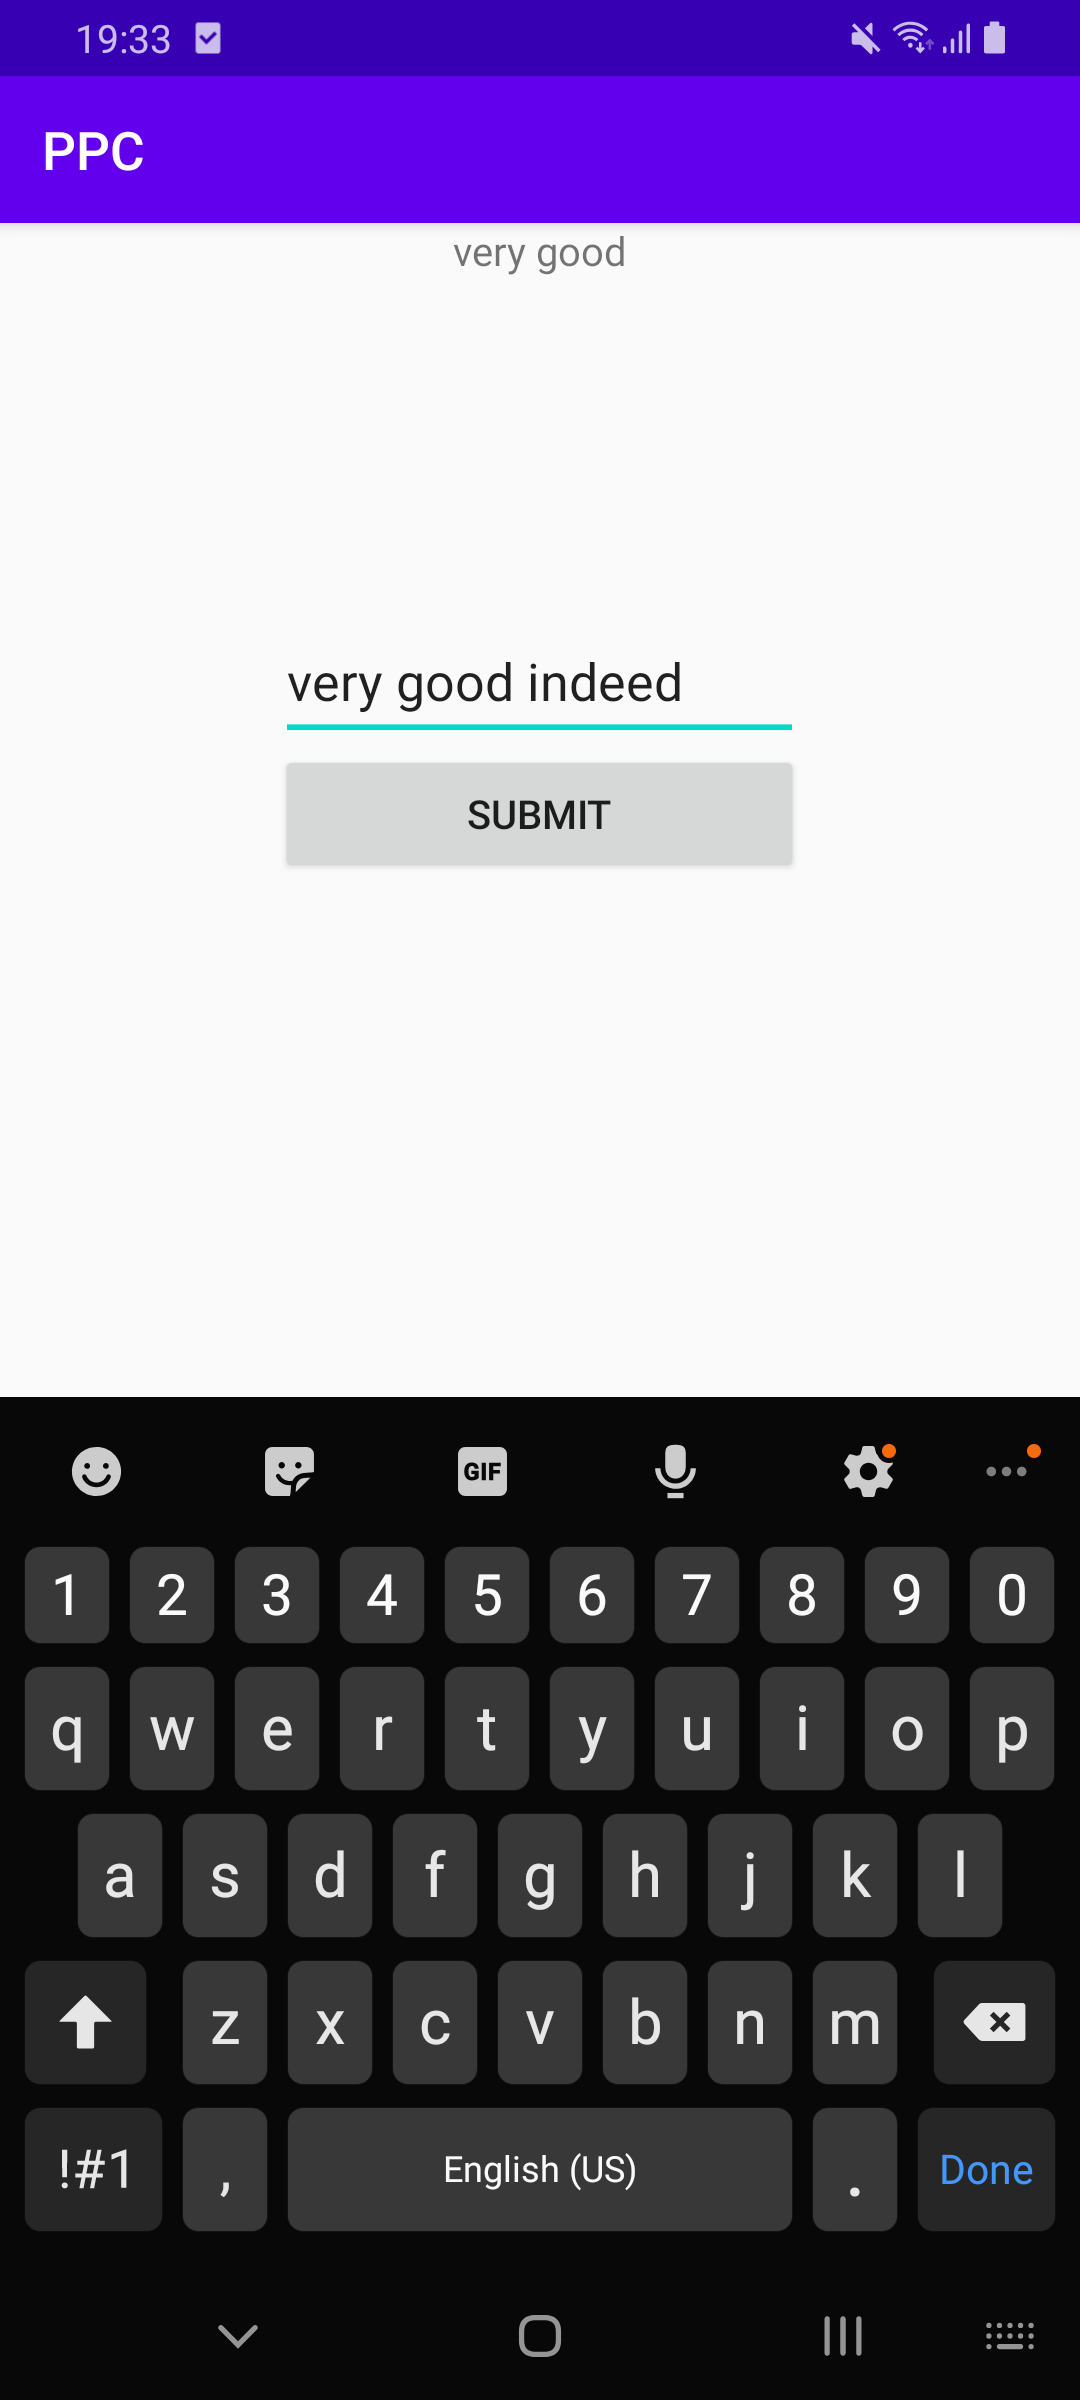 19:33
PPC
very good
very good indeed
SUBMIT
GIF
1 2 3 4 5 6 7 8 9 0
q w e r t y u i o p
a s d f g h j k l
z x c v b n m
!#1 , English (US) . Done